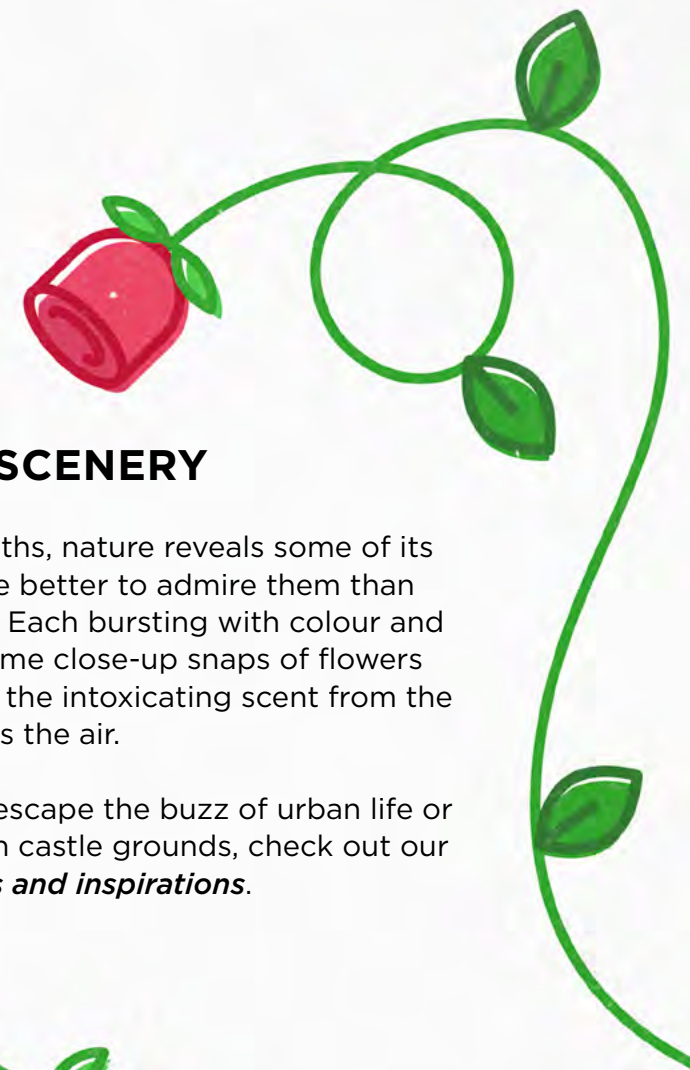 SCENERY
ths, nature reveals some of its
e better to admire them than
Each bursting with colour and
me close-up snaps of flowers
the intoxicating scent from the
s the air.
escape the buzz of urban life or
n castle grounds, check out our
s and inspirations.